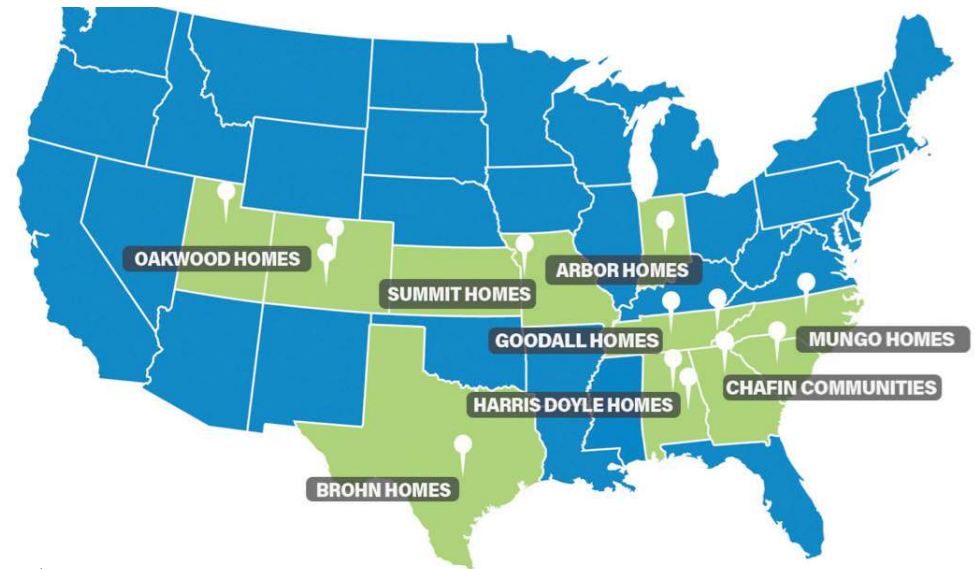 OAKWOOD HOMES
ARBOR HOMES
SUMMIT HOMES
GOODALL HOMES
MUNGO HOMES
CHAFIN COMMUNITIES
HARRIS DOYLE HOMES
BROHN HOMES